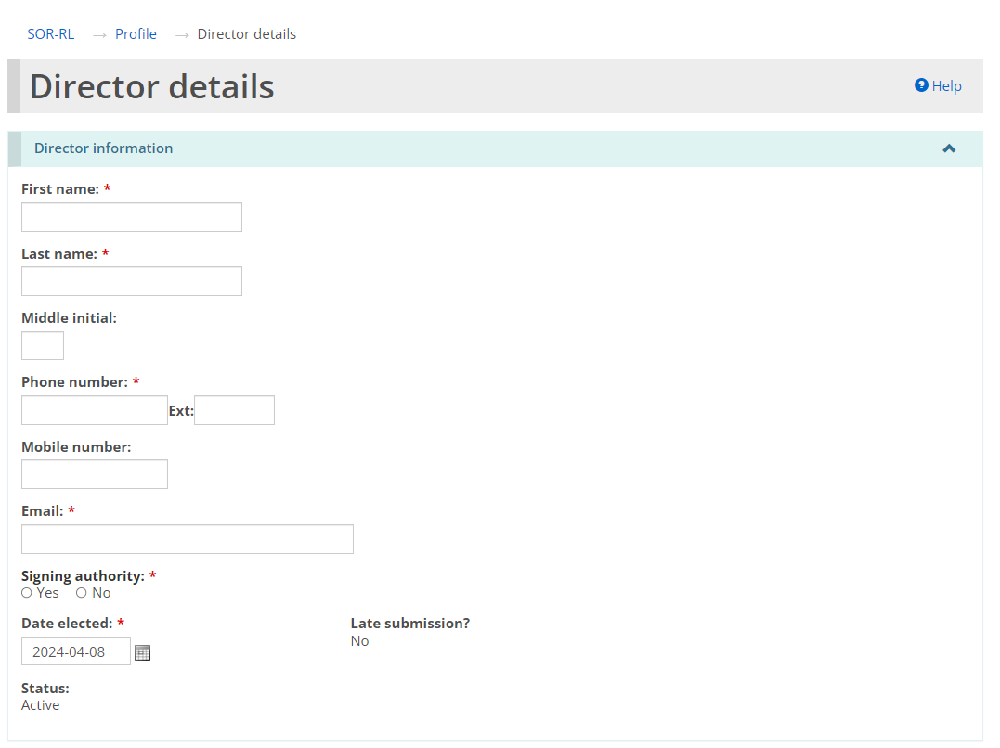 SOR-RL → Profile → Director details
Director details
Help
Director information
First name: *
Last name: *
Middle initial:
Phone number: *
Ext:
Mobile number:
Email: *
Signing authority: *
Yes No
Date elected: * Late submission?
No
2024-04-08
Status:
Active